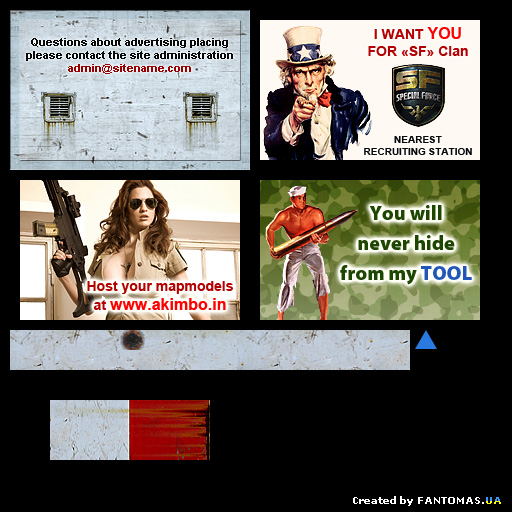 Questions about advertising placing
please contact the site administration
admin@sitename.com
I WANT YOU
FOR «SF» Clan
SF
SPECIAL FORCE
NEAREST
RECRUITING STATION
Host your mapmodels
at www.akimbo.in
You will
never hide
from my TOOL
Created by FANTOMAS.UA